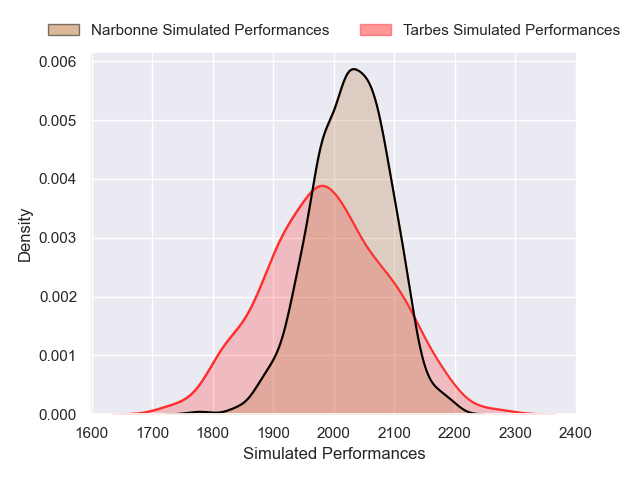 Narbonne Simulated Performances
Tarbes Simulated Performances
0.006
0.005
0.004
0.003
0.002
0.001
0.000
Density
1600 1700 1800 1900 2000 2100 2200 2300 2400
Simulated Performances